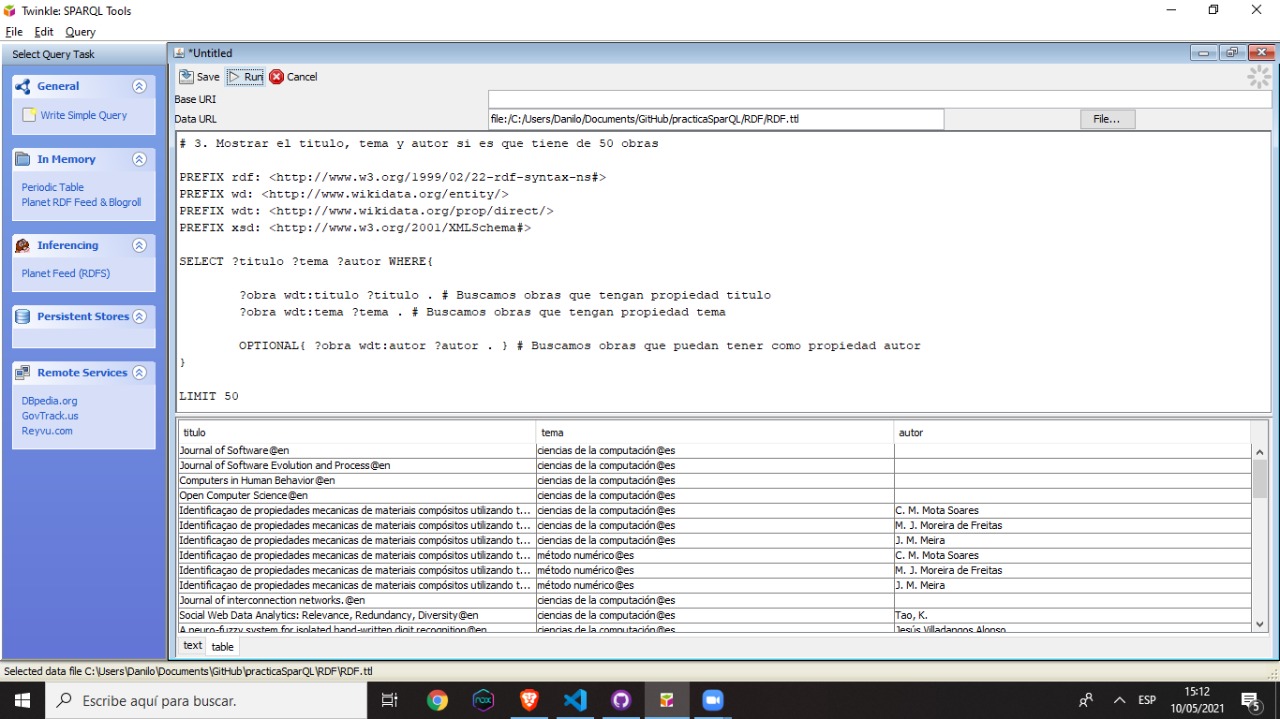 Twinkle: SPARQL Tools
File Edit Query
Select Query Task
General
Write Simple Query
In Memory
Periodic Table
Planet RDF Feed & Blogroll
Inferencing
Planet Feed (RDFS)
Persistent Stores
Remote Services
DBpedia.org
GovTrack.us
Reyvu.com
*Untitled
Save Run Cancel
Base URI
Data URL file:/C:/Users/Danilo/Documents/GitHub/practicaSparQL/RDF/RDF.ttl File...
# 3. Mostrar el titulo, tema y autor si es que tiene de 50 obras
PREFIX rdf: <http://www.w3.org/1999/02/22-rdf-syntax-ns#>
PREFIX wd: <http://www.wikidata.org/entity/>
PREFIX wdt: <http://www.wikidata.org/prop/direct/>
PREFIX xsd: <http://www.w3.org/2001/XMLSchema#>
SELECT ?titulo ?tema ?autor WHERE{
?obra wdt:titulo ?titulo . # Buscamos obras que tengan propiedad titulo
?obra wdt:tema ?tema . # Buscamos obras que tengan propiedad tema
OPTIONAL{ ?obra wdt:autor ?autor . } # Buscamos obras que puedan tener como propiedad autor
}
LIMIT 50
titulo tema autor
Journal of Software@en ciencias de la computación@es
Journal of Software Evolution and Process@en ciencias de la computación@es
Computers in Human Behavior@en ciencias de la computación@es
Open Computer Science@en ciencias de la computación@es
Identificaçao de propiedades mecanicas de materiais compósitos utilizando t... ciencias de la computación@es C. M. Mota Soares
Identificaçao de propiedades mecanicas de materiais compósitos utilizando t... ciencias de la computación@es M. J. Moreira de Freitas
Identificaçao de propiedades mecanicas de materiais compósitos utilizando t... ciencias de la computación@es J. M. Meira
Identificaçao de propiedades mecanicas de materiais compósitos utilizando t... método numérico@es C. M. Mota Soares
Identificaçao de propiedades mecanicas de materiais compósitos utilizando t... método numérico@es M. J. Moreira de Freitas
Identificaçao de propiedades mecanicas de materiais compósitos utilizando t... método numérico@es J. M. Meira
Journal of interconnection networks.@en ciencias de la computación@es
Social Web Data Analytics: Relevance, Redundancy, Diversity@en ciencias de la computación@es Tao, K.
A neuro-fuzzy system for isolated hand-written digit recognition@en ciencias de la computación@es Jesús Villadangos Alonso
text table
Selected data file C:\Users\Danilo\Documents\GitHub\practicaSparQL\RDF\RDF.ttl
Escribe aquí para buscar.
ESP
15:12
10/05/2021
5